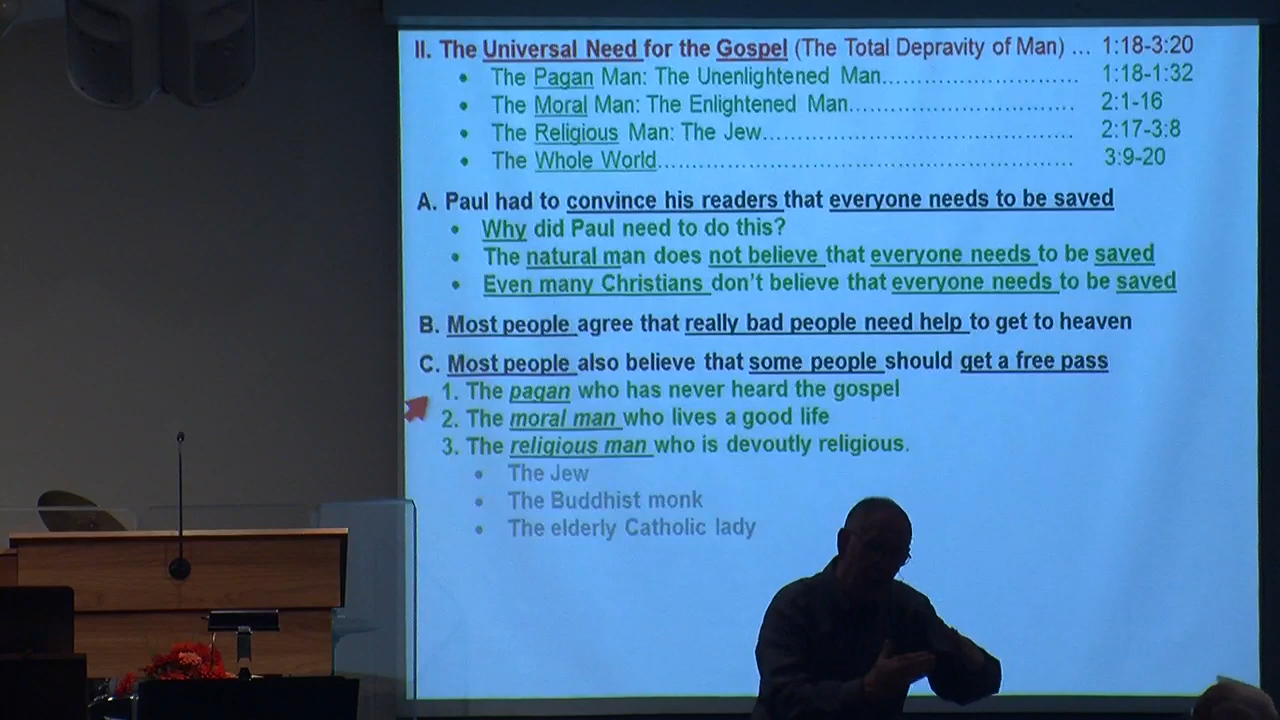 II. The Universal Need for the Gospel (The Total Depravity of Man) ... 1:18-3:20
• The Pagan Man: The Unenlightened Man............................ 1:18-1:32
• The Moral Man: The Enlightened Man................................ 2:1-16
• The Religious Man: The Jew............................................ 2:17-3:8
• The Whole World........................................................... 3:9-20
A. Paul had to convince his readers that everyone needs to be saved
• Why did Paul need to do this?
• The natural man does not believe that everyone needs to be saved
• Even many Christians don't believe that everyone needs to be saved
B. Most people agree that really bad people need help to get to heaven
C. Most people also believe that some people should get a free pass
1. The pagan who has never heard the gospel
2. The moral man who lives a good life
3. The religious man who is devoutly religious.
• The Jew
• The Buddhist monk
• The elderly Catholic lady